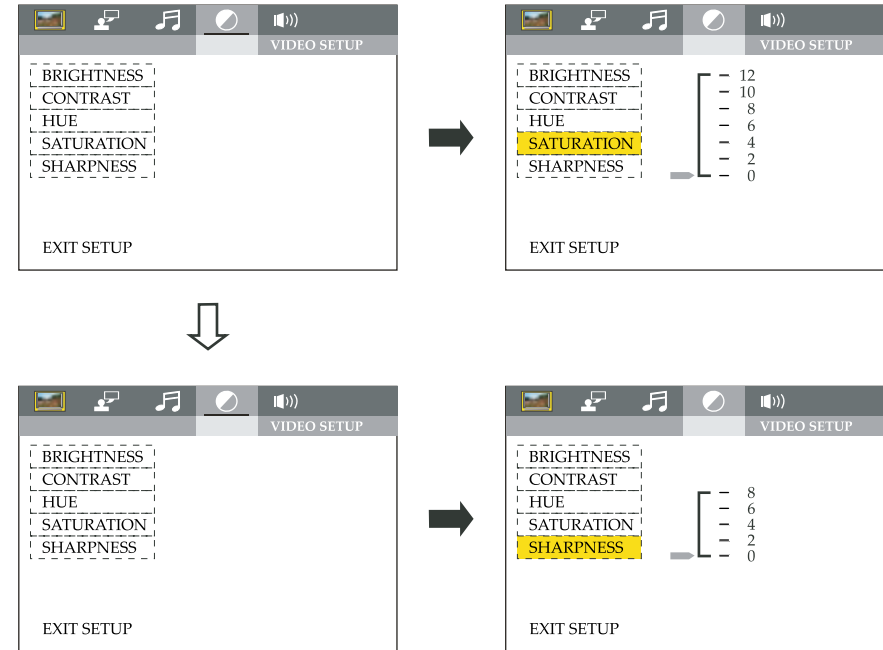 VIDEO SETUP
BRIGHTNESS
CONTRAST
HUE
SATURATION
SHARPNESS
EXIT SETUP
VIDEO SETUP
BRIGHTNESS
CONTRAST
HUE
SATURATION
SHARPNESS
12
10
8
6
4
2
0
EXIT SETUP
VIDEO SETUP
BRIGHTNESS
CONTRAST
HUE
SATURATION
SHARPNESS
EXIT SETUP
VIDEO SETUP
BRIGHTNESS
CONTRAST
HUE
SATURATION
SHARPNESS
8
6
4
2
0
EXIT SETUP